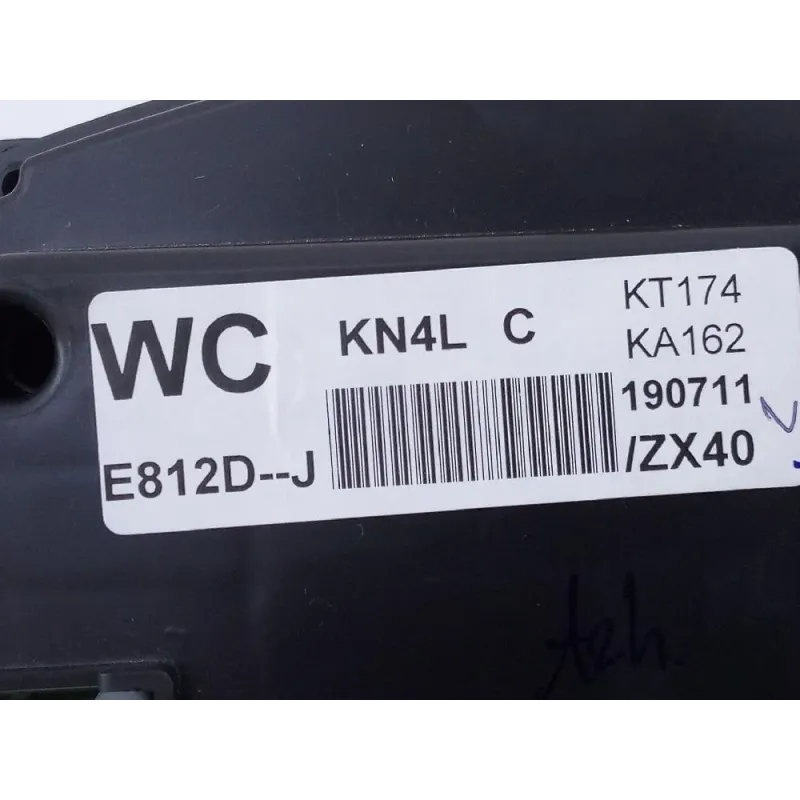 WC
KN4L C
KT174
KA162
190711
/ZX40
E812D--J